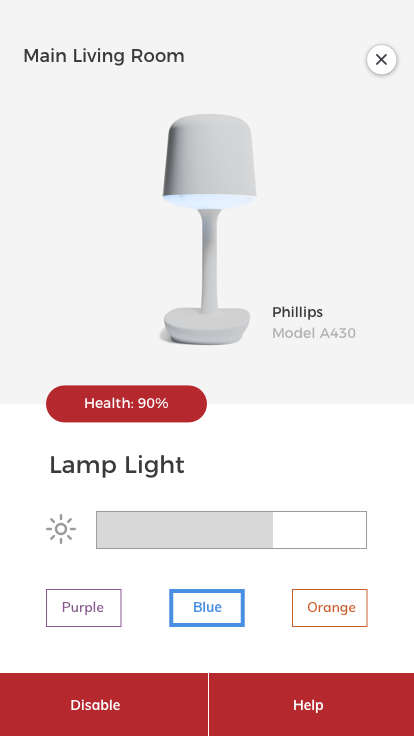 Main Living Room
Phillips
Model A430
Health: 90%
Lamp Light
Purple
Blue
Orange
Disable
Help